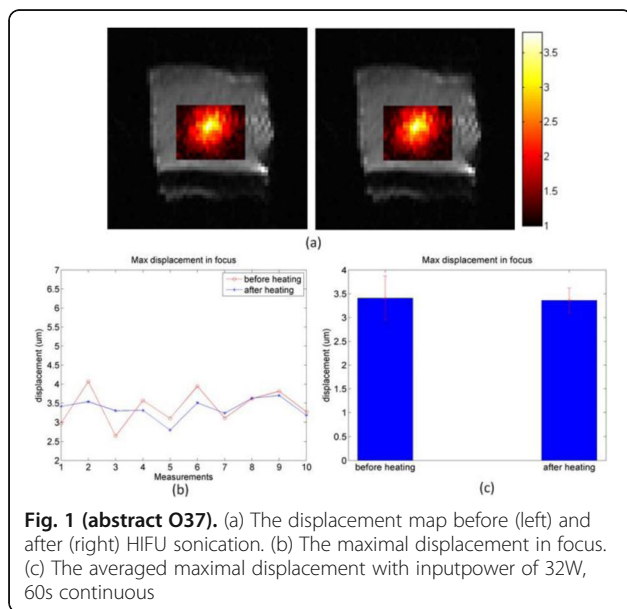 3.5
3
2.5
2
1.5
1
(a)
Max displacement in focus
7
6.5
6
5.5
5
4.5
4
3.5
3
2.5
2
displacement (um)
before heating
after heating
1 2 3 4 5 6 7 8 9 10
Measurements
(b)
Max displacement in focus
4
3.5
3
2.5
2
1.5
1
0.5
0
displacement (um)
before heating after heating
(c)
Fig. 1 (abstract O37). (a) The displacement map before (left) and
after (right) HIFU sonication. (b) The maximal displacement in focus.
(c) The averaged maximal displacement with inputpower of 32W,
60s continuous